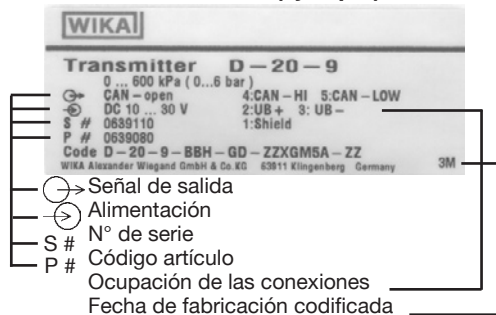 WIKA
Transmitter D-20-9
0 ... 600 kPa ( 0...6 bar )
CAN-open 4:CAN-HI 5:CAN-LOW
DC 10 ... 30 V 2:UB+ 3: UB-
S # 0639110 1:Shield
P # 0639080
Code D-20-9-BBH-GD-ZZXGM5A-ZZ
WIKA Alexander Wiegand GmbH & Co.KG 63911 Klingenberg Germany 3M
Señal de salida
Alimentación
S # N° de serie
P # Código artículo
Ocupación de las conexiones
Fecha de fabricación codificada